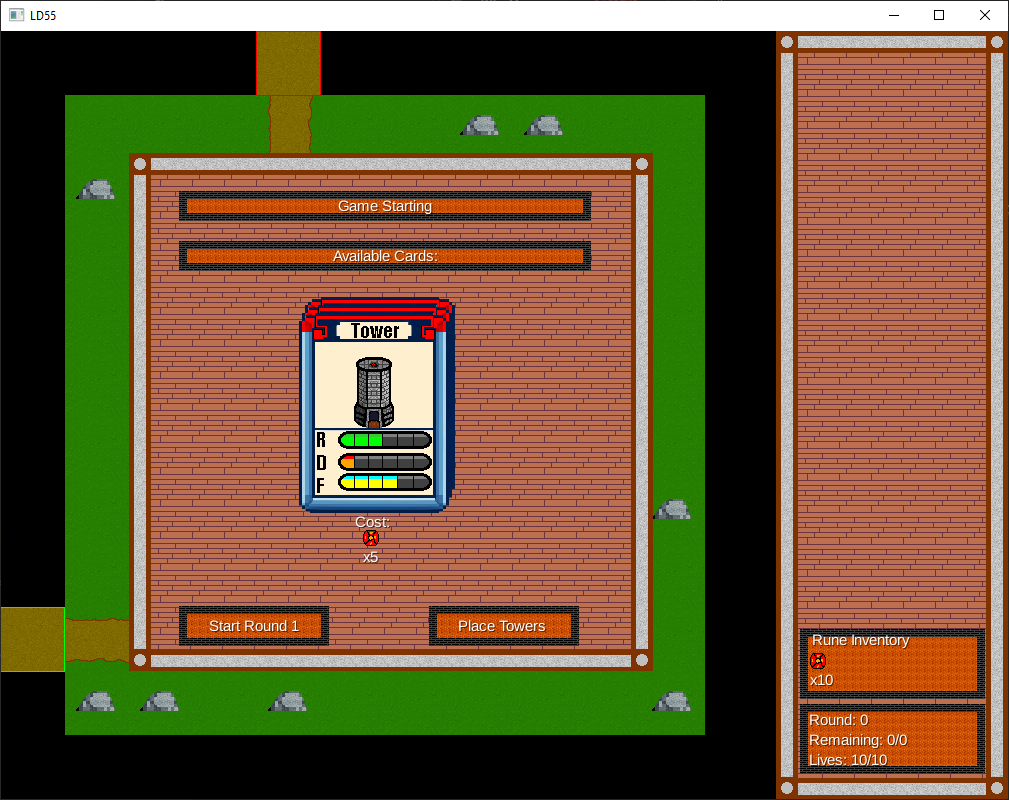 LD55
Game Starting
Available Cards:
Tower
R
D
F
Cost:
x5
Start Round 1
Place Towers
Rune Inventory
x10
Round: 0
Remaining: 0/0
Lives: 10/10